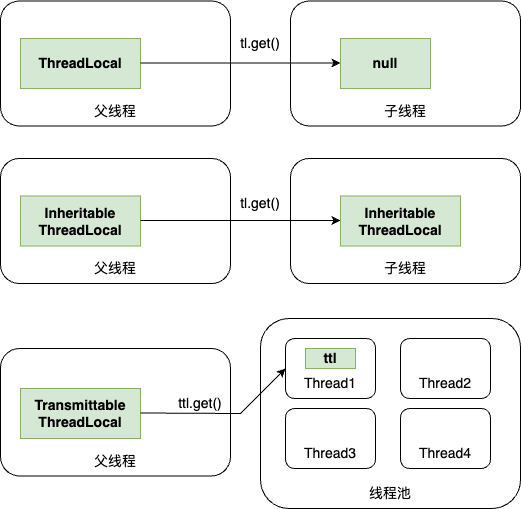 tl.get()
ThreadLocal
null
父线程
子线程
tl.get()
Inheritable
ThreadLocal
Inheritable
ThreadLocal
父线程
子线程
ttl
Thread1
Thread2
Transmittable
ThreadLocal
ttl.get()
父线程
Thread3
Thread4
线程池